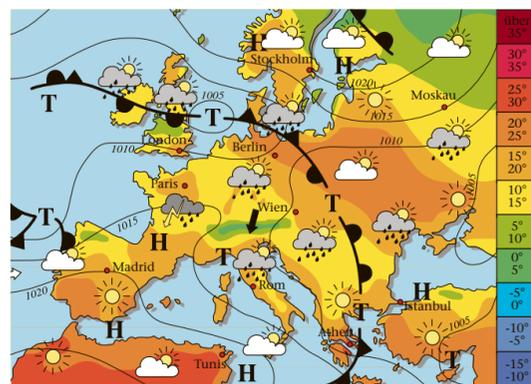 H
Stockholm
H
1020
1015
Moskau
T
1005
T
London
1010
Berlin
1010
Paris
T
1005
T
1015
Wien
H
T
Madrid
Rom
1020
H
Istanbul
T
H
Athen
1005
Tunis
H
T
über
35°
30°
35°
25°
30°
20°
25°
15°
20°
10°
15°
5°
10°
0°
5°
-5°
0°
-10°
-5°
-15°
-10°